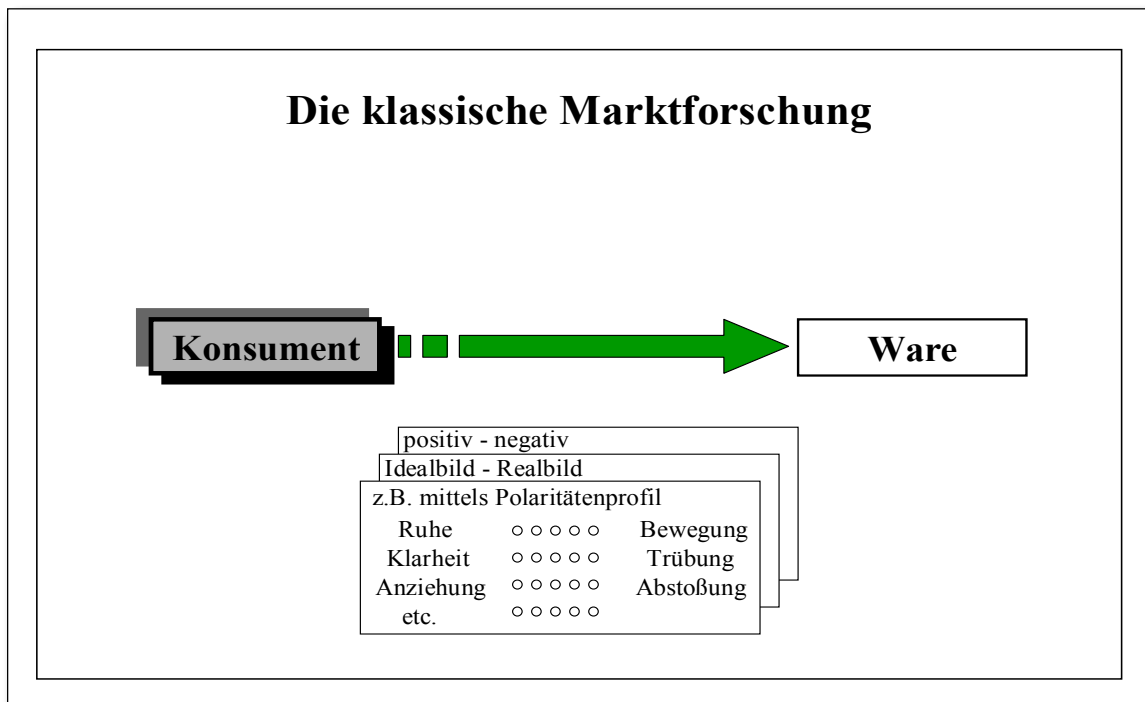 Die klassische Marktforschung
Konsument
Ware
positiv - negativ
Idealbild - Realbild
z.B. mittels Polaritätenprofil
Ruhe Bewegung
Klarheit Trübung
Anziehung Abstoßung
etc.